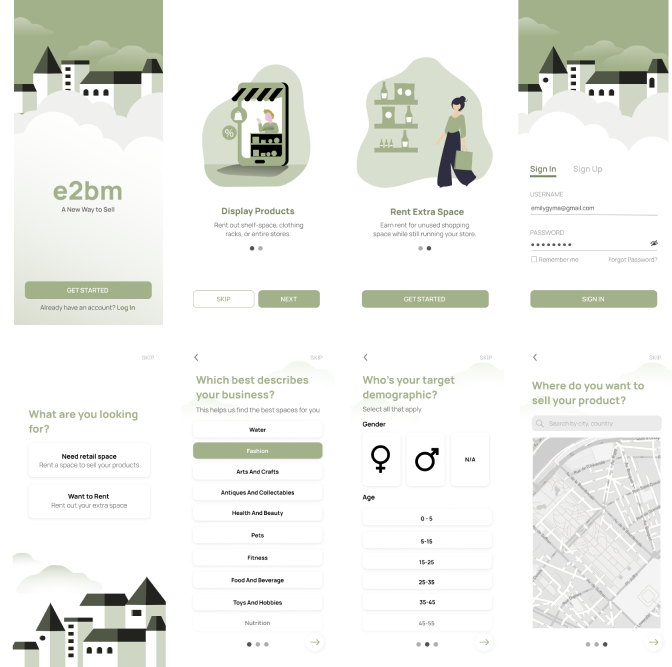 e2bm
A New Way to Sell
GET STARTED
Already have an account? Log In
%
Display Products
Rent out shelf-space, clothing
racks, or entire stores.
SKIP
NEXT
Rent Extra Space
Earn rent for unused shopping
space while still running your store.
GET STARTED
Sign In
Sign Up
USERNAME
emilygyma@gmail.com
PASSWORD
Remember me
Forgot Password?
SIGN IN
SKIP
What are you looking
for?
Need retail space
Rent a space to sell your products
Want to Rent
Rent out your extra space
SKIP
Which best describes
your business?
This helps us find the best spaces for you
Water
Fashion
Arts And Crafts
Antiques And Collectables
Health And Beauty
Pets
Fitness
Food And Beverage
Toys And Hobbies
Nutrition
SKIP
Who's your target
demographic?
Select all that apply
Gender
N/A
Age
0 - 5
5-15
15-25
25-35
35-45
45-55
SKIP
Where do you want to
sell your product?
Search by city, country